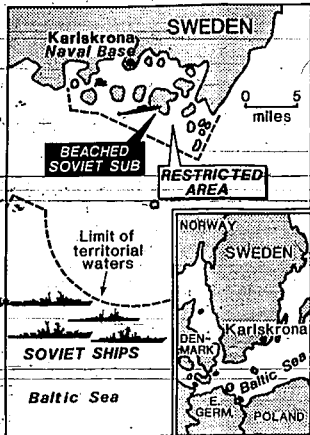 SWEDEN
Karlskrona
Naval Base
0 5
miles
BEACHED
SOVIET SUB
RESTRICTED
AREA
Limit of
territorial
waters
SOVIET SHIPS
Baltic Sea
NORWAY
SWEDEN
Karlskrona
DEN-
MARK
Baltic Sea
E.
GERM.
POLAND